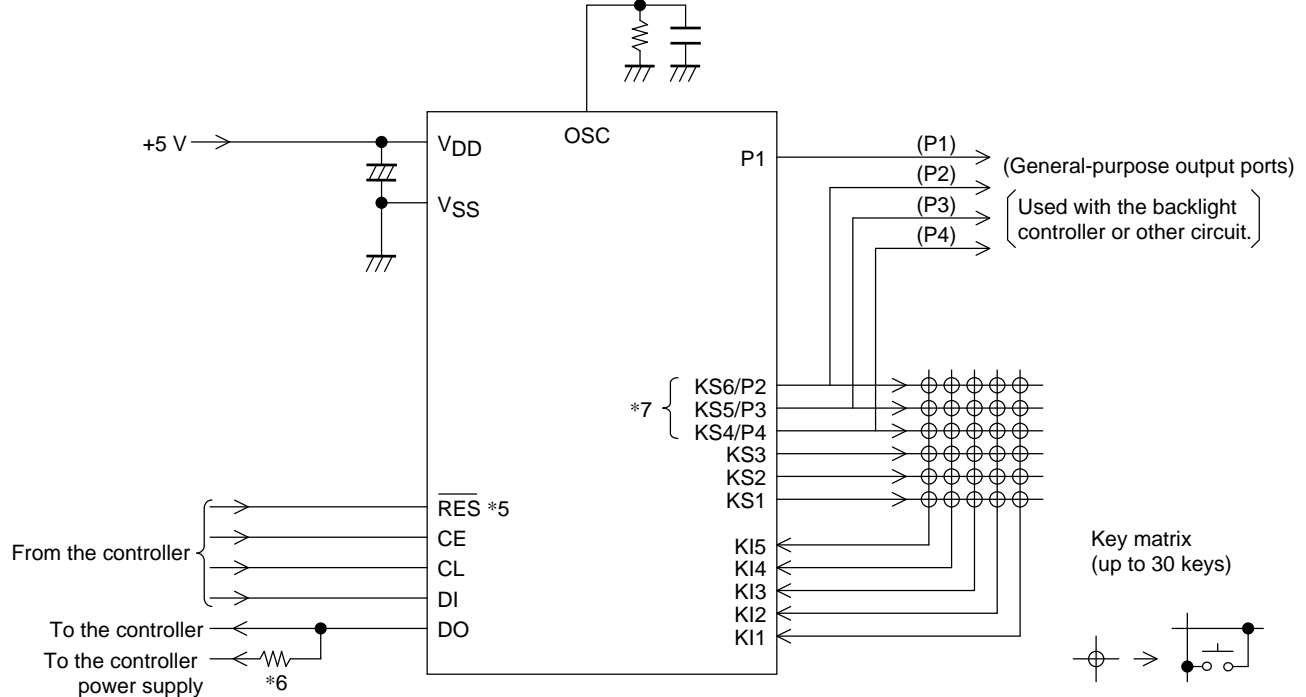 OSC
+5 V
VDD
VSS
P1
(P1)
(P2)
(P3)
(P4)
(General-purpose output ports)
Used with the backlight
controller or other circuit.
*7
KS6/P2
KS5/P3
KS4/P4
KS3
KS2
KS1
From the controller
RES *5
CE
CL
DI
DO
To the controller
To the controller
power supply
*6
KI5
KI4
KI3
KI2
KI1
Key matrix
(up to 30 keys)